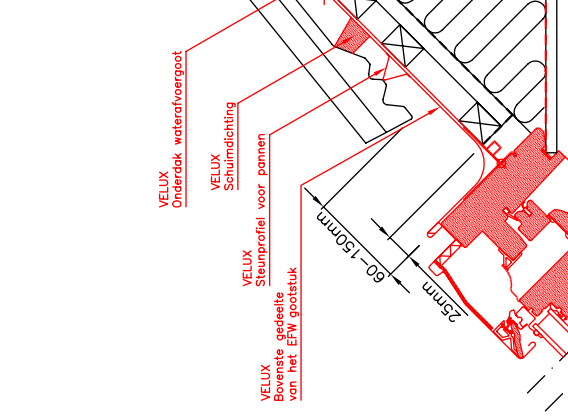 VELUX
Onderdak waterafvoergoot
VELUX
Schuimdichting
VELUX
Steunprofiel voor pannen
VELUX
Bovenste gedeelte
van het EFW gootstuk
60-150mm
25mm